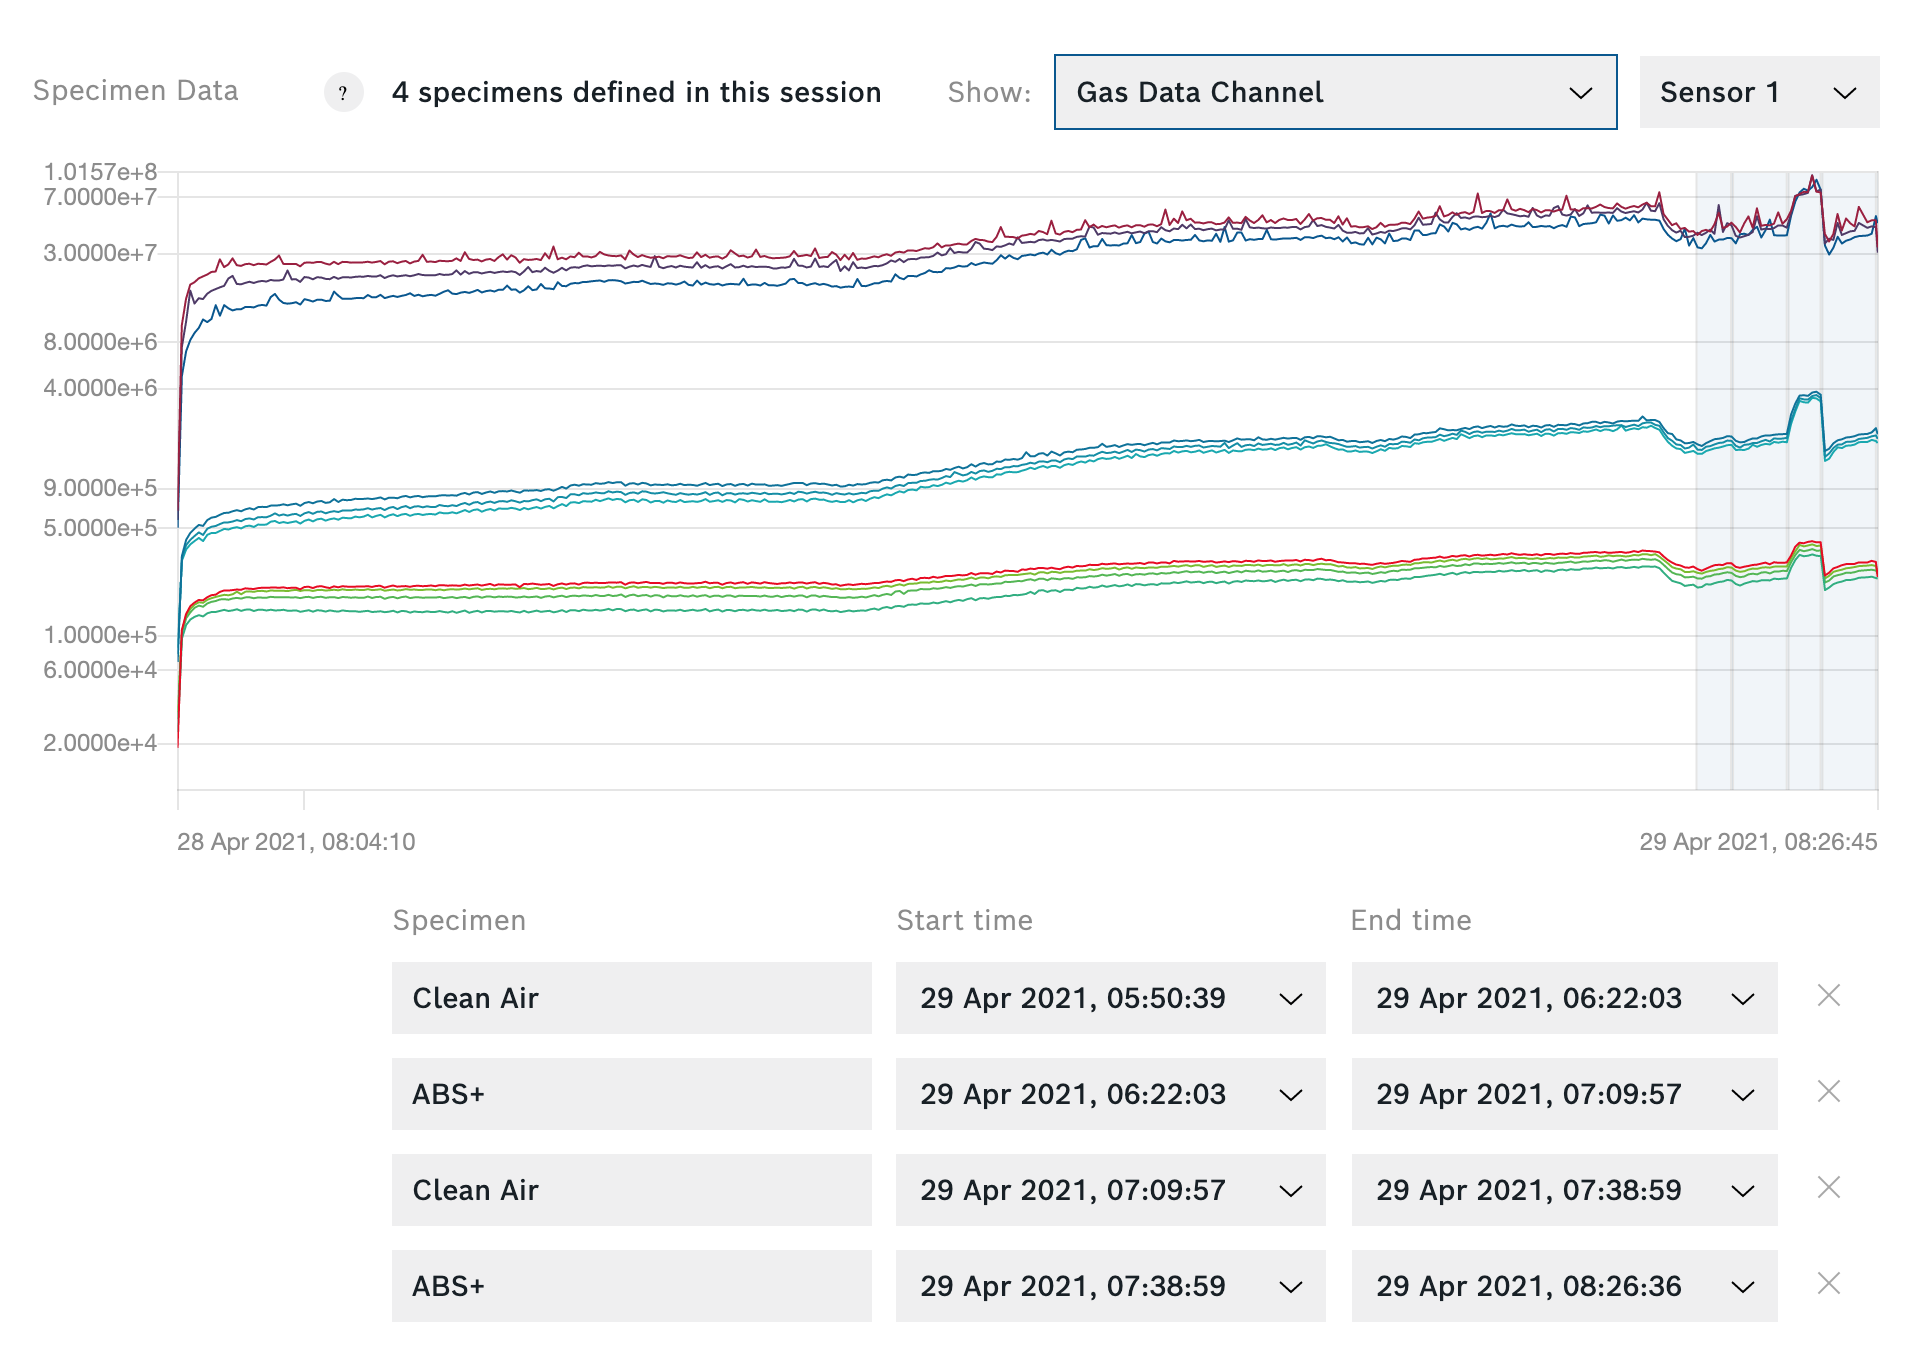 Specimen Data ? 4 specimens defined in this session Show: Gas Data Channel Sensor 1
1.0157e+8
7.0000e+7
3.0000e+7
8.0000e+6
4.0000e+6
9.0000e+5
5.0000e+5
1.0000e+5
6.0000e+4
2.0000e+4
28 Apr 2021, 08:04:10 29 Apr 2021, 08:26:45
Specimen Start time End time
Clean Air 29 Apr 2021, 05:50:39 29 Apr 2021, 06:22:03
ABS+ 29 Apr 2021, 06:22:03 29 Apr 2021, 07:09:57
Clean Air 29 Apr 2021, 07:09:57 29 Apr 2021, 07:38:59
ABS+ 29 Apr 2021, 07:38:59 29 Apr 2021, 08:26:36